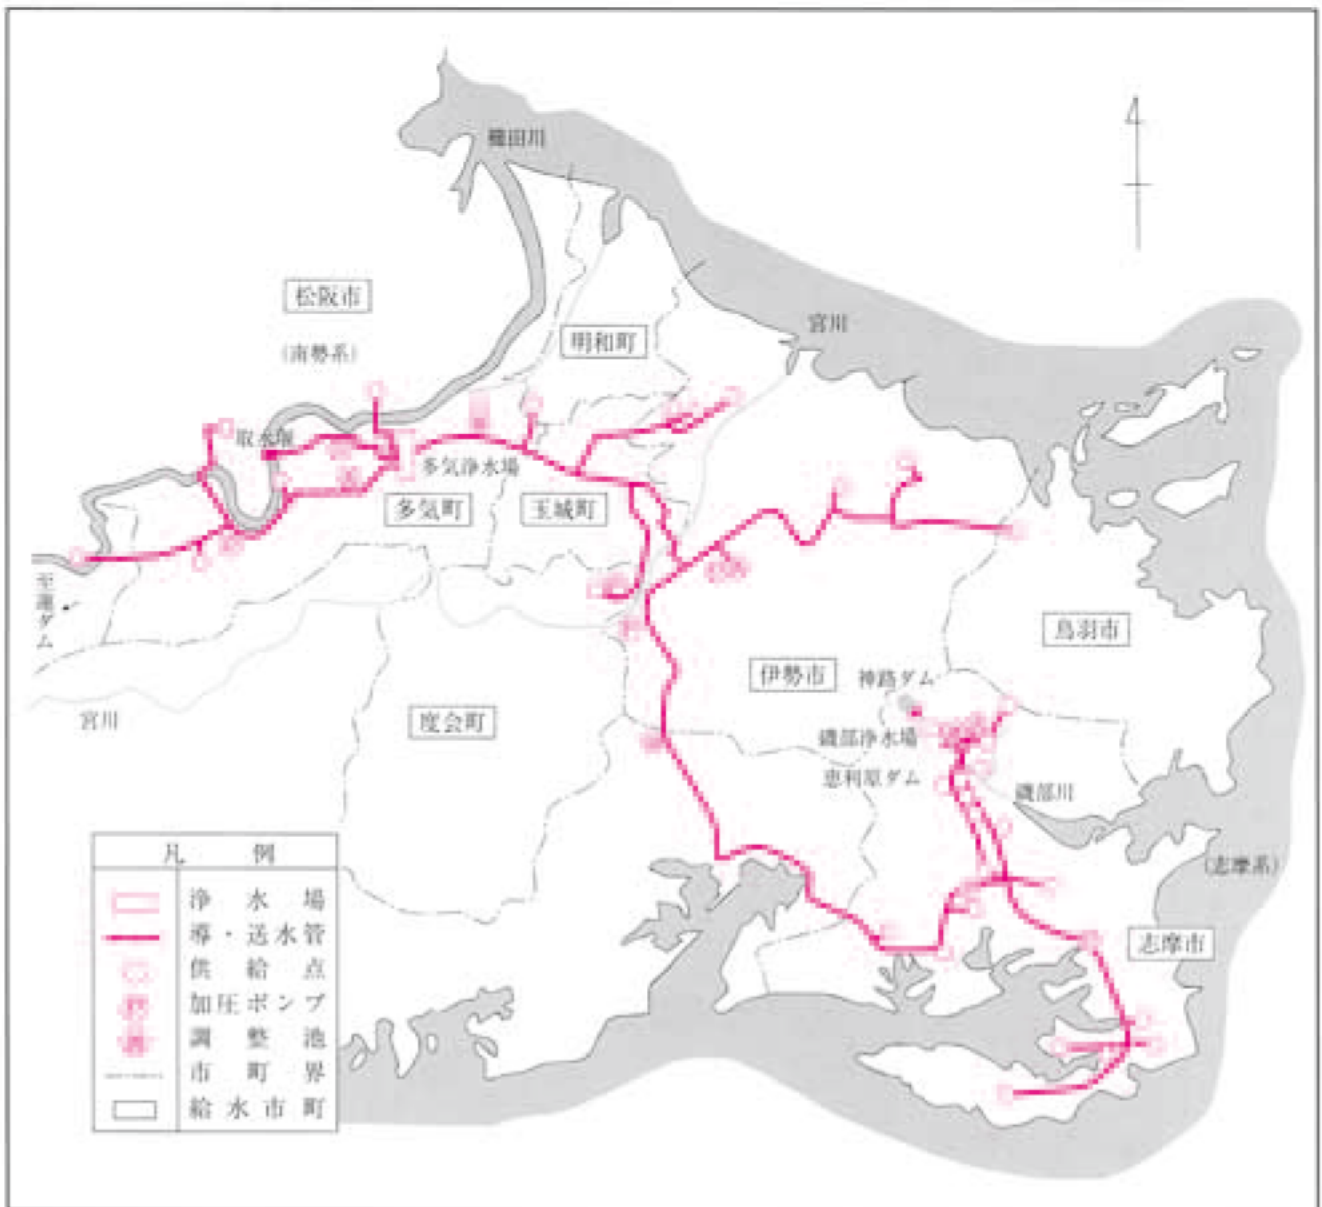 櫛田川
松阪市
(南勢系)
明和町
宮川
取水堰
多気浄水場
多気町
玉城町
至蓮ダム
鳥羽市
伊勢市
神路ダム
宮川
度会町
磯部浄水場
恵利原ダム
磯部川
(志摩系)
志摩市
凡 例
浄水場
導・送水管
供給点
加圧ポンプ
調整池
市町界
給水市町